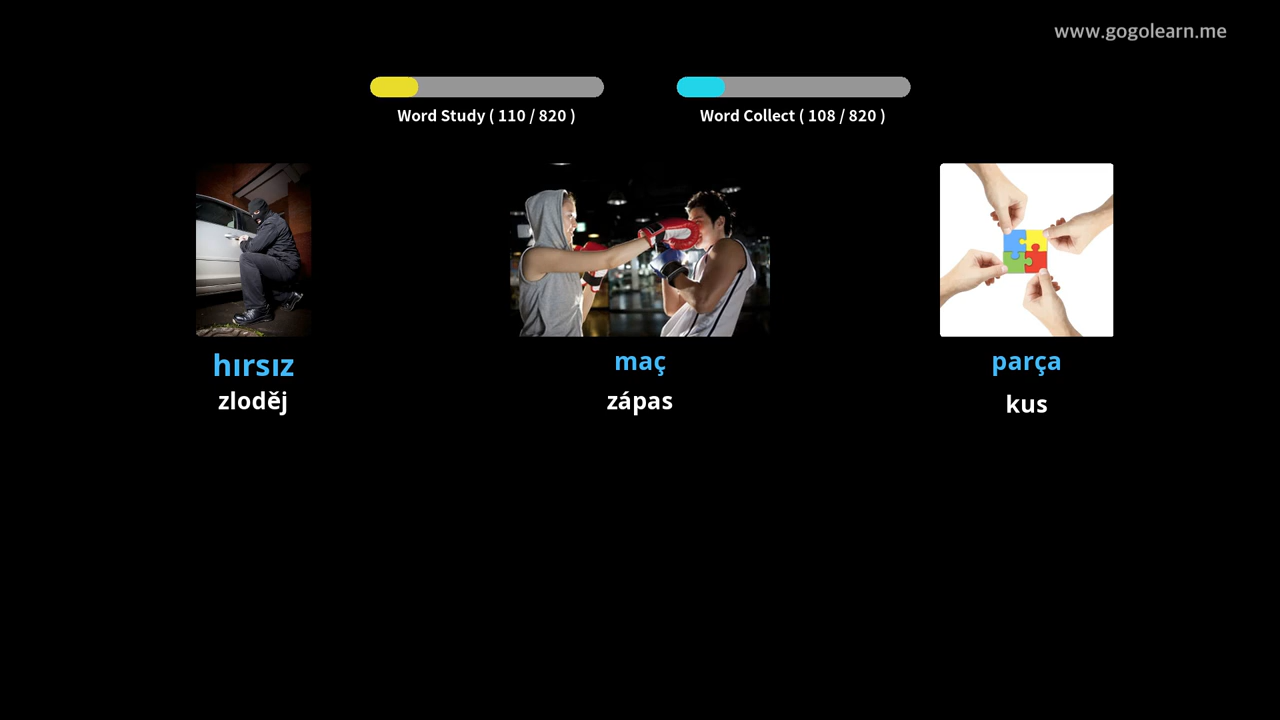 www.gogolearn.me
Word Study ( 110 / 820 )
Word Collect ( 108 / 820 )
hırsız
zloděj
maç
zápas
parça
kus